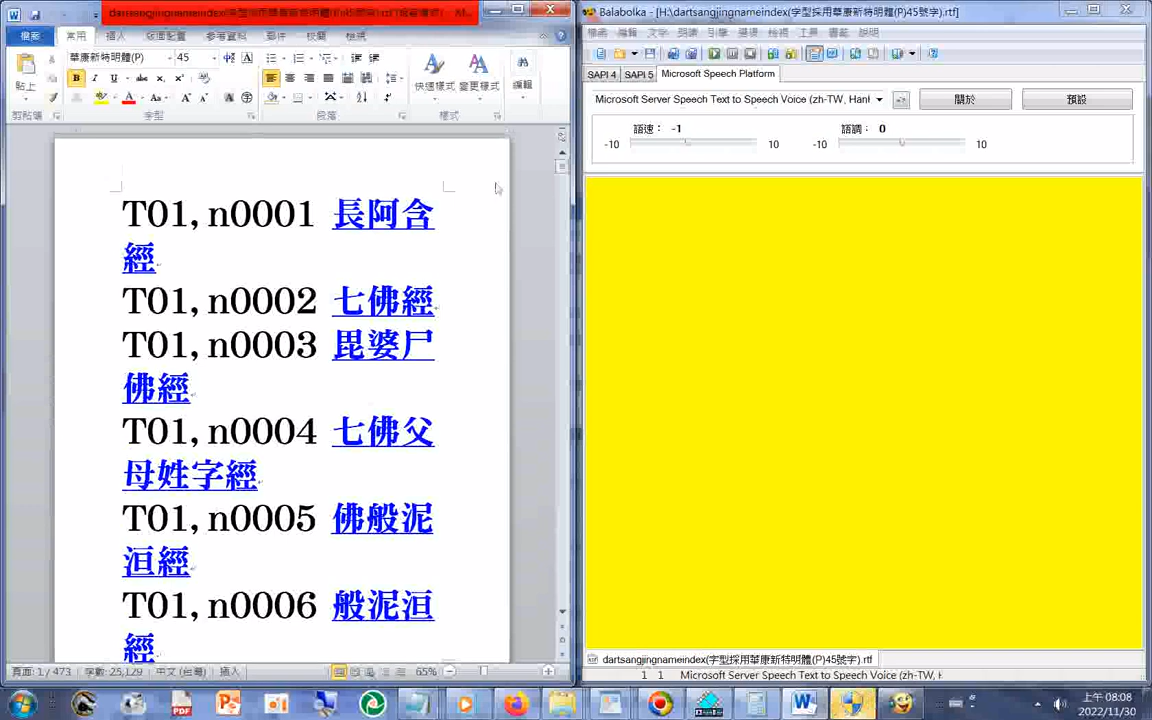 Balabolka - [H:\dartsangjingnameindex(字型採用華康新特明體(P)45號字).rtf]
檔案 常用 插入 版面配置 參考資料 郵件 校閱 檢視
華康新特明體(P) 45
貼上 快速樣式 變更樣式 編輯
剪貼簿 字型 段落 樣式
T01, n0001 長阿含
經
T01, n0002 七佛經
T01, n0003 毘婆尸
佛經
T01, n0004 七佛父
母姓字經
T01, n0005 佛般泥
洹經
T01, n0006 般泥洹
經
頁面: 1 / 473 字數: 25,129 中文 (台灣) 插入 65%
SAPI 4 SAPI 5 Microsoft Speech Platform
Microsoft Server Speech Text to Speech Voice (zh-TW, Han 關於 預設
語速： -1 語調： 0
-10 10 -10 10
dartsangjingnameindex(字型採用華康新特明體(P)45號字).rtf
1 1 Microsoft Server Speech Text to Speech Voice (zh-TW, H
上午 08:08
2022/11/30